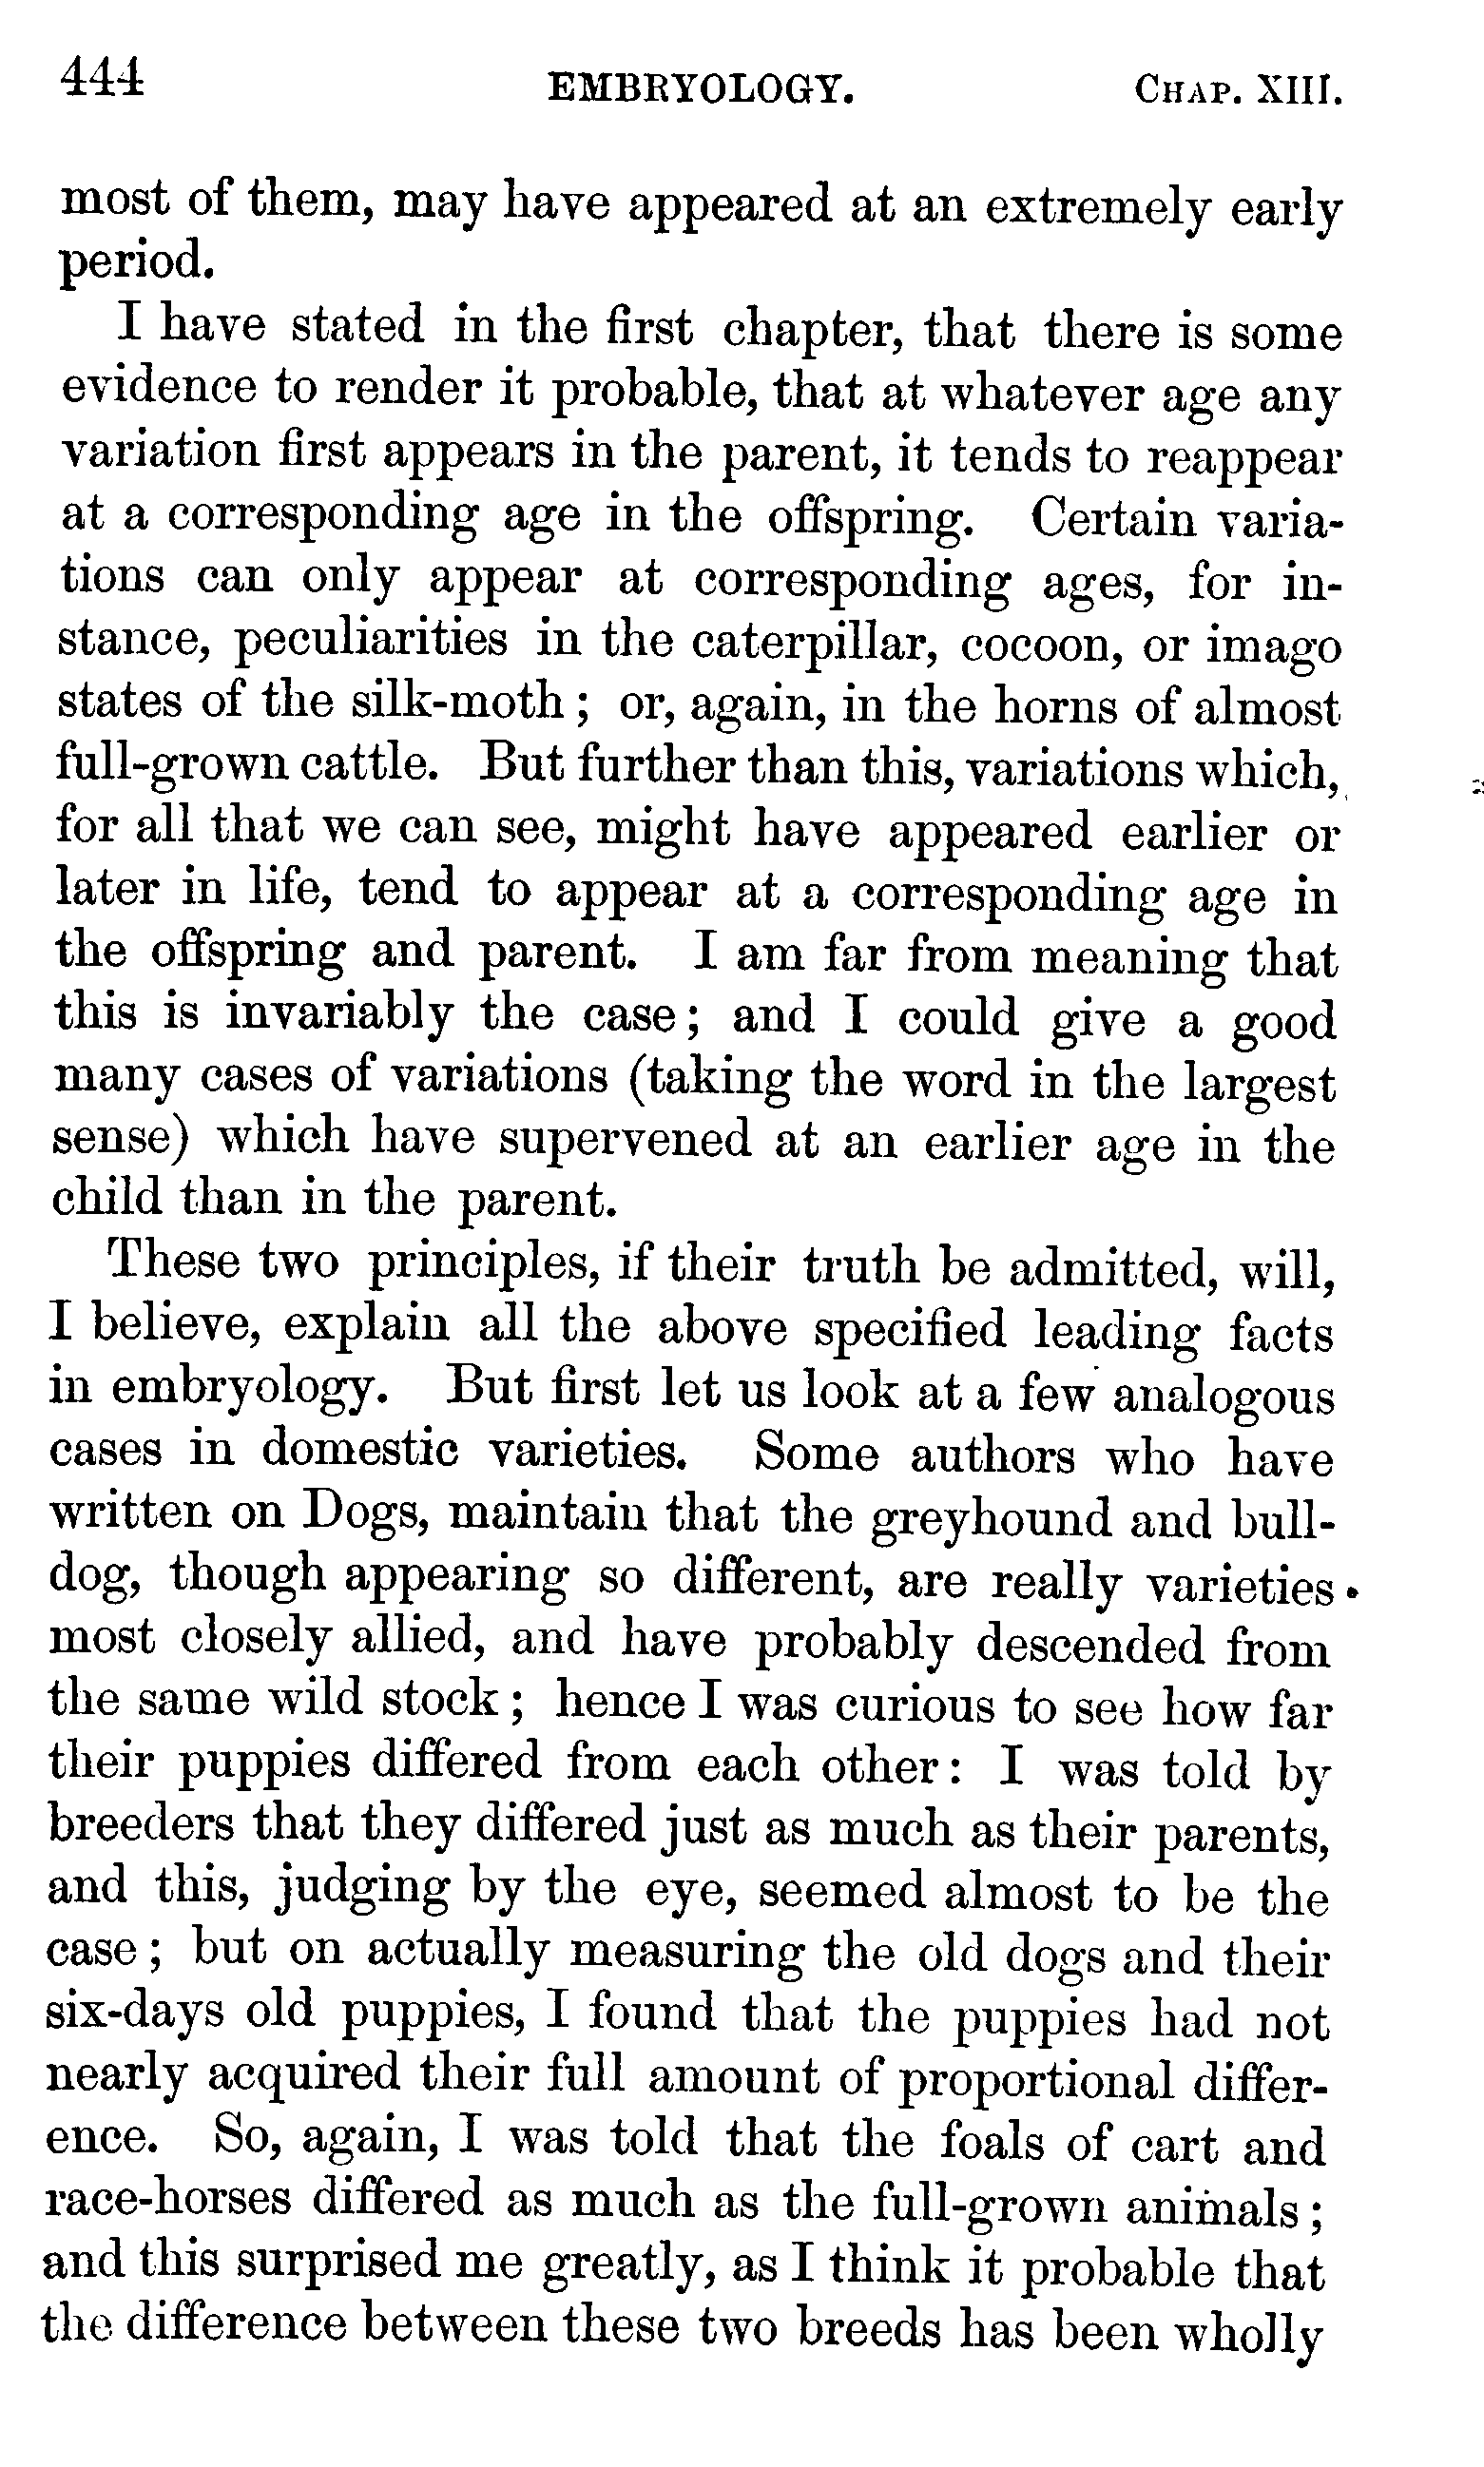 444 EMBRYOLOGY. CHAP. XIII.
most of them, may have appeared at an extremely early
period.
I have stated in the first chapter, that there is some
evidence to render it probable, that at whatever age any
variation first appears in the parent, it tends to reappear
at a corresponding age in the offspring. Certain varia-
tions can only appear at corresponding ages, for in-
stance, peculiarities in the caterpillar, cocoon, or imago
states of the silk-moth; or, again, in the horns of almost
full-grown cattle. But further than this, variations which,
for all that we can see, might have appeared earlier or
later in life, tend to appear at a corresponding age in
the offspring and parent. I am far from meaning that
this is invariably the case; and I could give a good
many cases of variations (taking the word in the largest
sense) which have supervened at an earlier age in the
child than in the parent.
These two principles, if their truth be admitted, will,
I believe, explain all the above specified leading facts
in embryology. But first let us look at a few analogous
cases in domestic varieties. Some authors who have
written on Dogs, maintain that the greyhound and bull-
dog, though appearing so different, are really varieties
most closely allied, and have probably descended from
the same wild stock; hence I was curious to see how far
their puppies differed from each other: I was told by
breeders that they differed just as much as their parents,
and this, judging by the eye, seemed almost to be the
case; but on actually measuring the old dogs and their
six-days old puppies, I found that the puppies had not
nearly acquired their full amount of proportional differ-
ence. So, again, I was told that the foals of cart and
race-horses differed as much as the full-grown animals;
and this surprised me greatly, as I think it probable that
the difference between these two breeds has been wholly